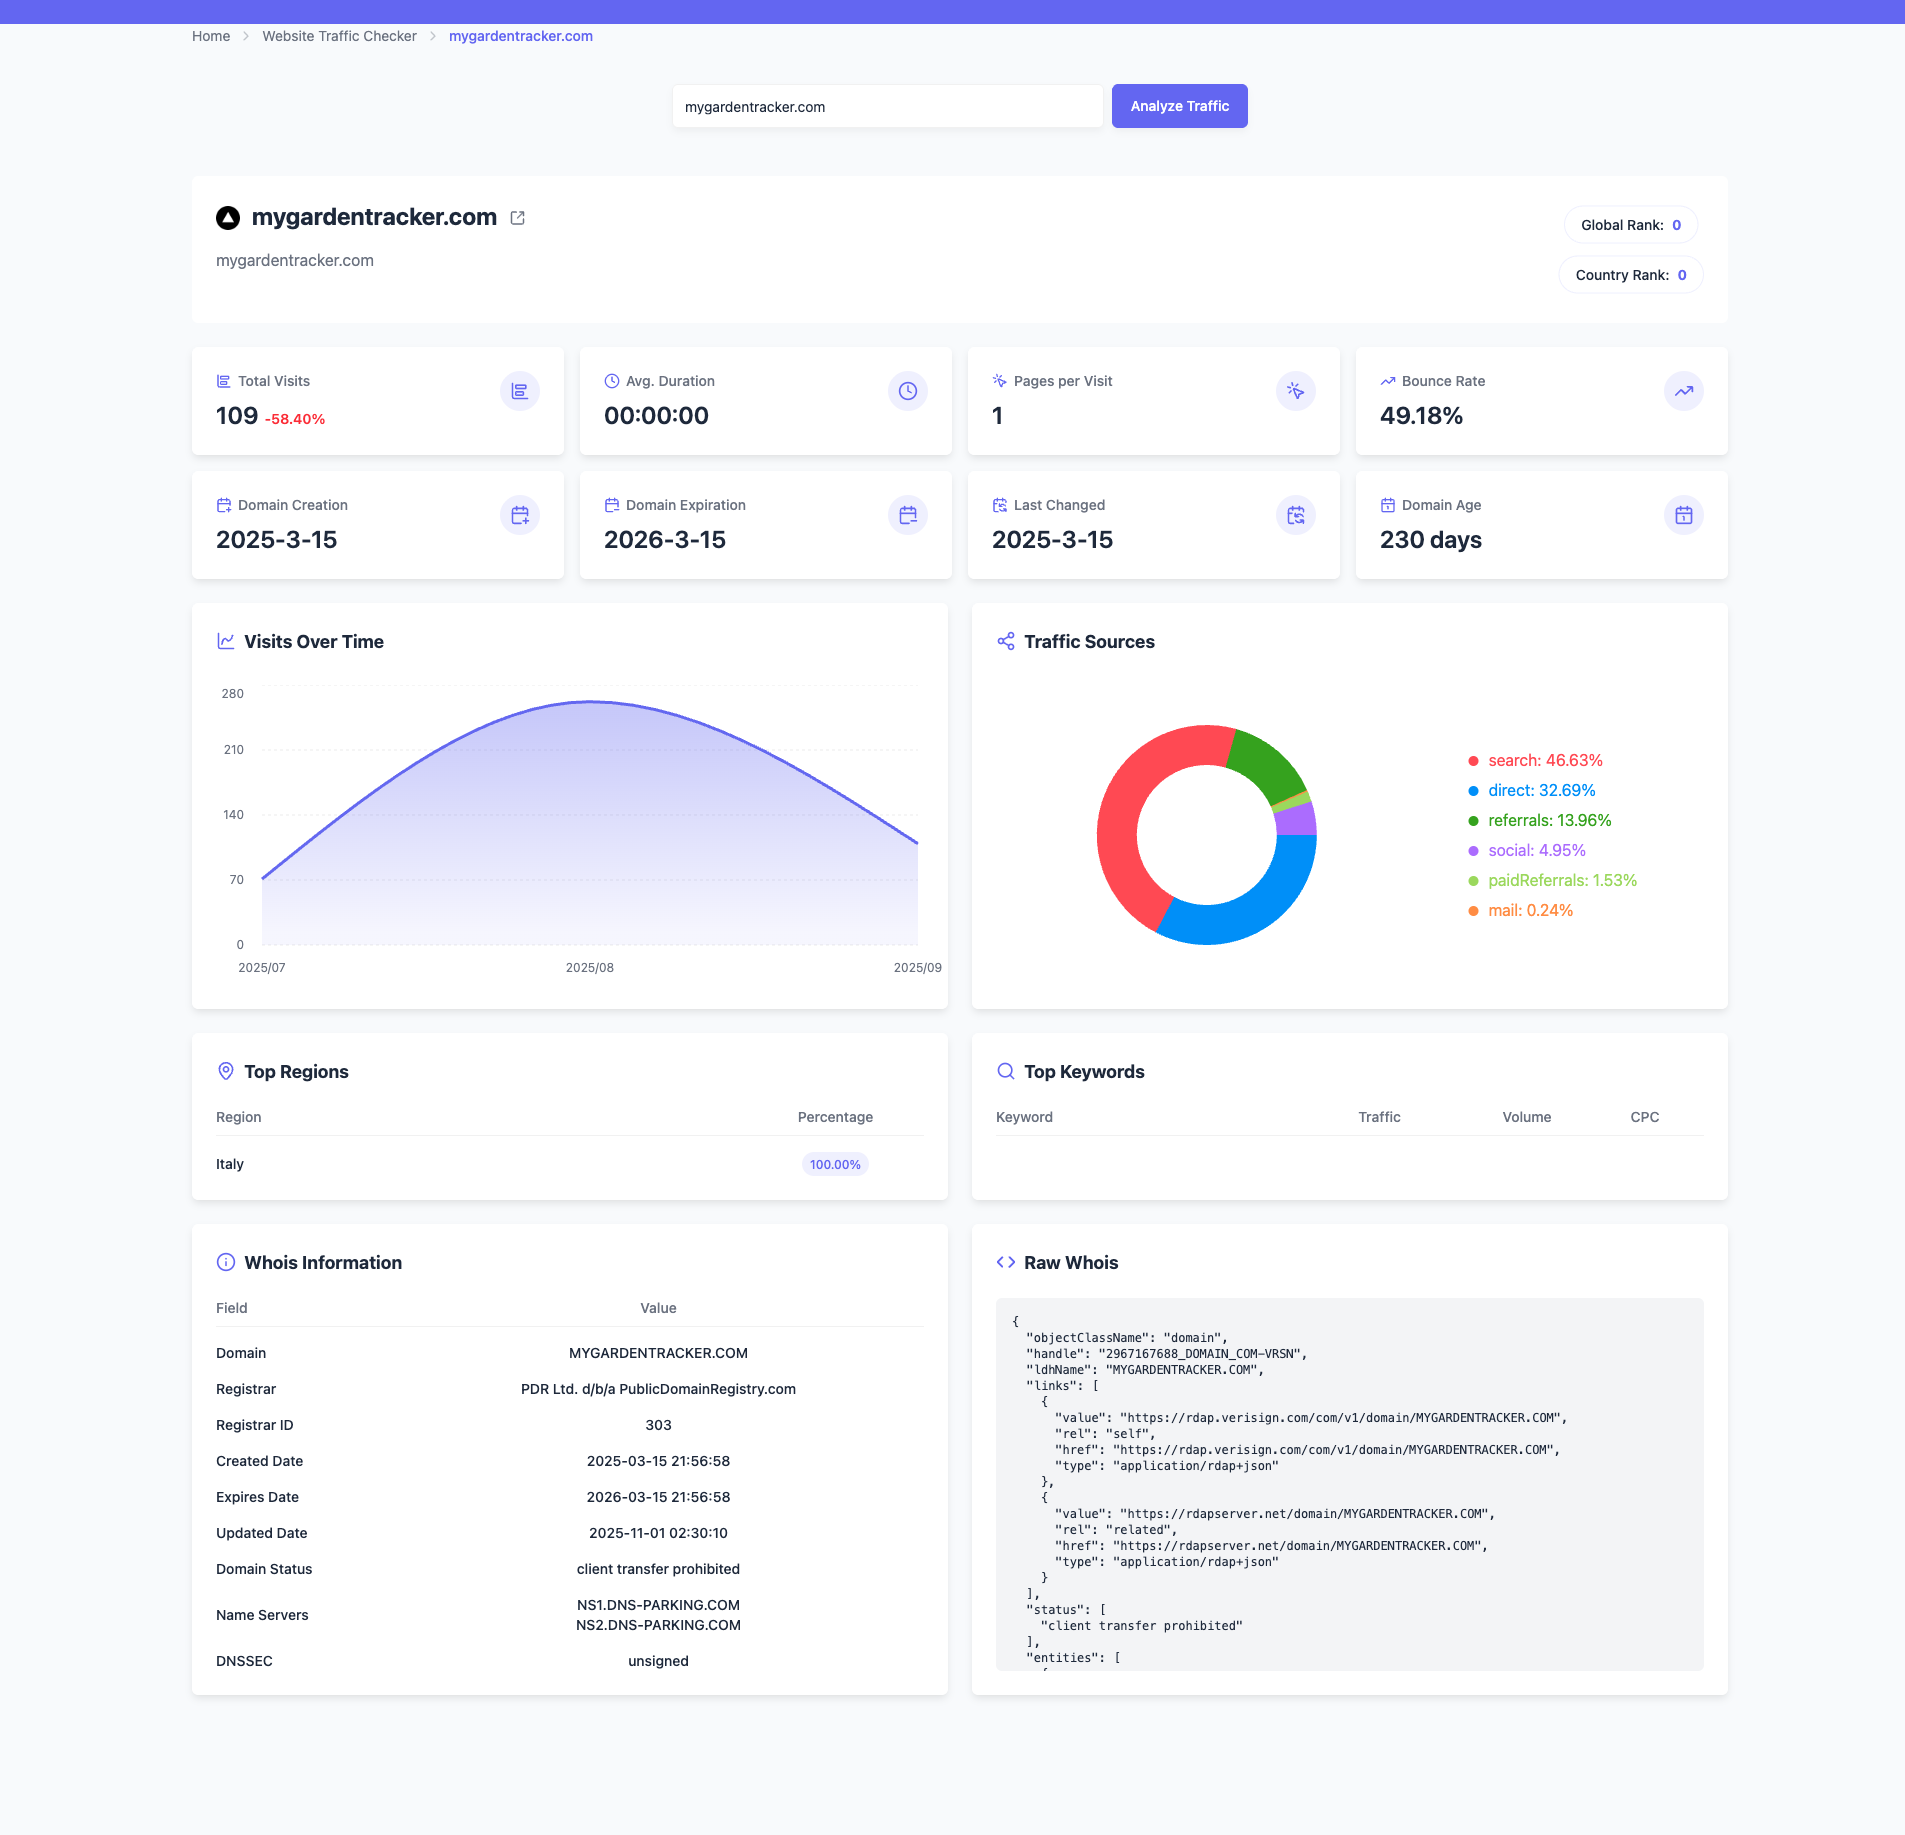 Home > Website Traffic Checker > mygardentracker.com
mygardentracker.com
Analyze Traffic
mygardentracker.com
mygardentracker.com
Global Rank: 0
Country Rank: 0
Total Visits
109 -58.40%
Avg. Duration
00:00:00
Pages per Visit
1
Bounce Rate
49.18%
Domain Creation
2025-3-15
Domain Expiration
2026-3-15
Last Changed
2025-3-15
Domain Age
230 days
Visits Over Time
280
210
140
70
0
2025/07 2025/08 2025/09
Traffic Sources
search: 46.63%
direct: 32.69%
referrals: 13.96%
social: 4.95%
paidReferrals: 1.53%
mail: 0.24%
Top Regions
Region Percentage
Italy 100.00%
Top Keywords
Keyword Traffic Volume CPC
Whois Information
Field Value
Domain MYGARDENTRACKER.COM
Registrar PDR Ltd. d/b/a PublicDomainRegistry.com
Registrar ID 303
Created Date 2025-03-15 21:56:58
Expires Date 2026-03-15 21:56:58
Updated Date 2025-11-01 02:30:10
Domain Status client transfer prohibited
Name Servers NS1.DNS-PARKING.COM
NS2.DNS-PARKING.COM
DNSSEC unsigned
Raw Whois
{
"objectClassName": "domain",
"handle": "2967167688_DOMAIN_COM-VRSN",
"ldhName": "MYGARDENTRACKER.COM",
"links": [
{
"value": "https://rdap.verisign.com/com/v1/domain/MYGARDENTRACKER.COM",
"rel": "self",
"href": "https://rdap.verisign.com/com/v1/domain/MYGARDENTRACKER.COM",
"type": "application/rdap+json"
},
{
"value": "https://rdapserver.net/domain/MYGARDENTRACKER.COM",
"rel": "related",
"href": "https://rdapserver.net/domain/MYGARDENTRACKER.COM",
"type": "application/rdap+json"
}
],
"status": [
"client transfer prohibited"
],
"entities": [